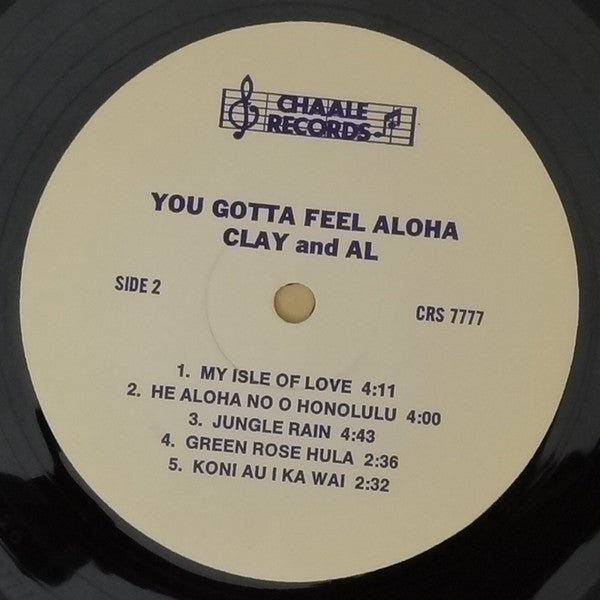 CHA'ALE
RECORDS
YOU GOTTA FEEL ALOHA
CLAY and AL
SIDE 2
CRS 7777
1. MY ISLE OF LOVE 4:11
2. HE ALOHA NO O HONOLULU 4:00
3. JUNGLE RAIN 4:43
4. GREEN ROSE HULA 2:36
5. KONI AU I KA WAI 2:32